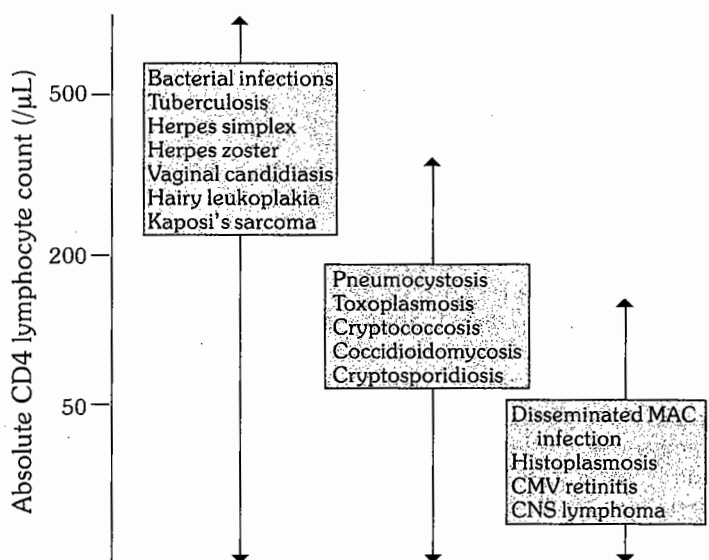 Absolute CD4 lymphocyte count (/μL)
500
200
50
Bacterial infections
Tuberculosis
Herpes simplex
Herpes zoster
Vaginal candidiasis
Hairy leukoplakia
Kaposi's sarcoma
Pneumocystosis
Toxoplasmosis
Cryptococcosis
Coccidioidomycosis
Cryptosporidiosis
Disseminated MAC
infection
Histoplasmosis
CMV retinitis
CNS lymphoma